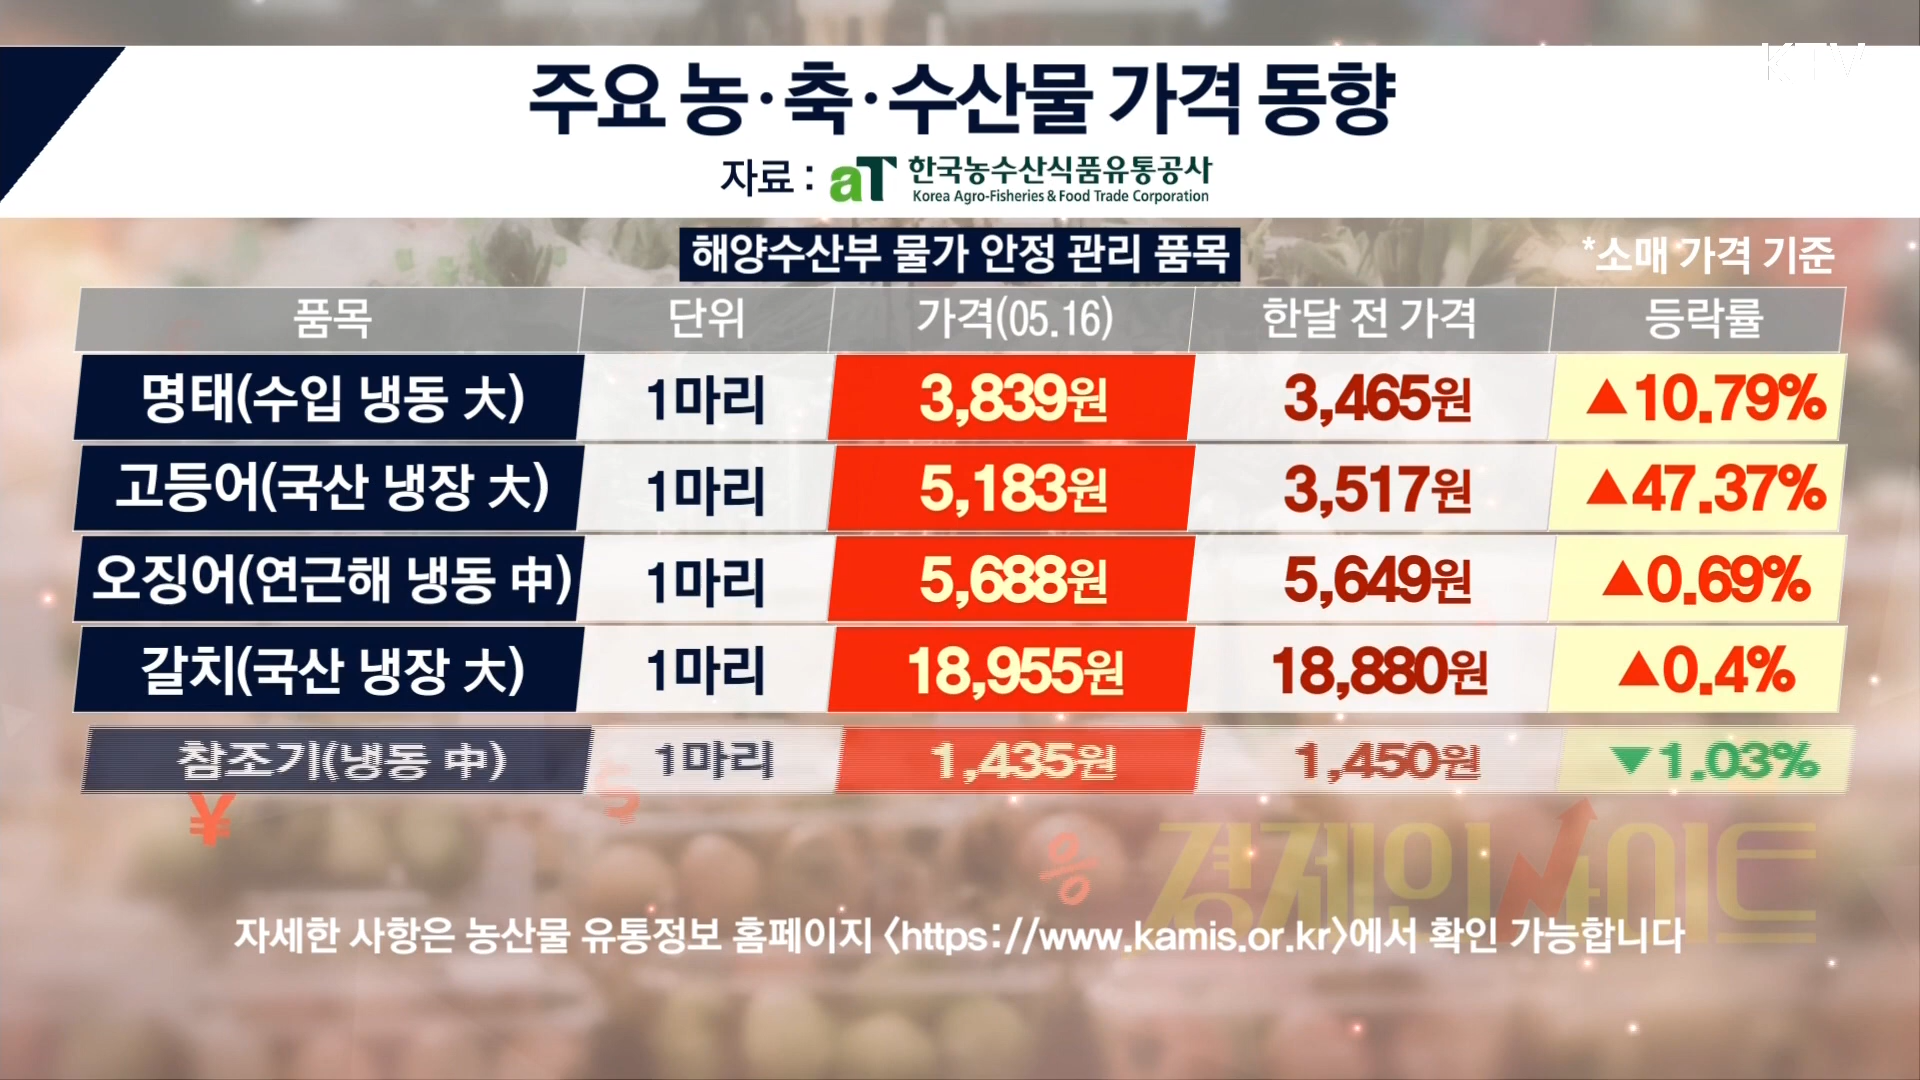 KTV
주요 농·축·수산물 가격 동향
자료 : aT 한국농수산식품유통공사
Korea Agro-Fisheries & Food Trade Corporation
해양수산부 물가 안정 관리 품목
*소매 가격 기준
품목 단위 가격(05.16) 한달 전 가격 등락률
명태(수입 냉동 大) 1마리 3,839원 3,465원 ▲10.79%
고등어(국산 냉장 大) 1마리 5,183원 3,517원 ▲47.37%
오징어(연근해 냉동 中) 1마리 5,688원 5,649원 ▲0.69%
갈치(국산 냉장 大) 1마리 18,955원 18,880원 ▲0.4%
참조기(냉동 中) 1마리 1,435원 1,450원 ▼1.03%
¥
$
경제인사이트
자세한 사항은 농산물 유통정보 홈페이지 <https://www.kamis.or.kr>에서 확인 가능합니다